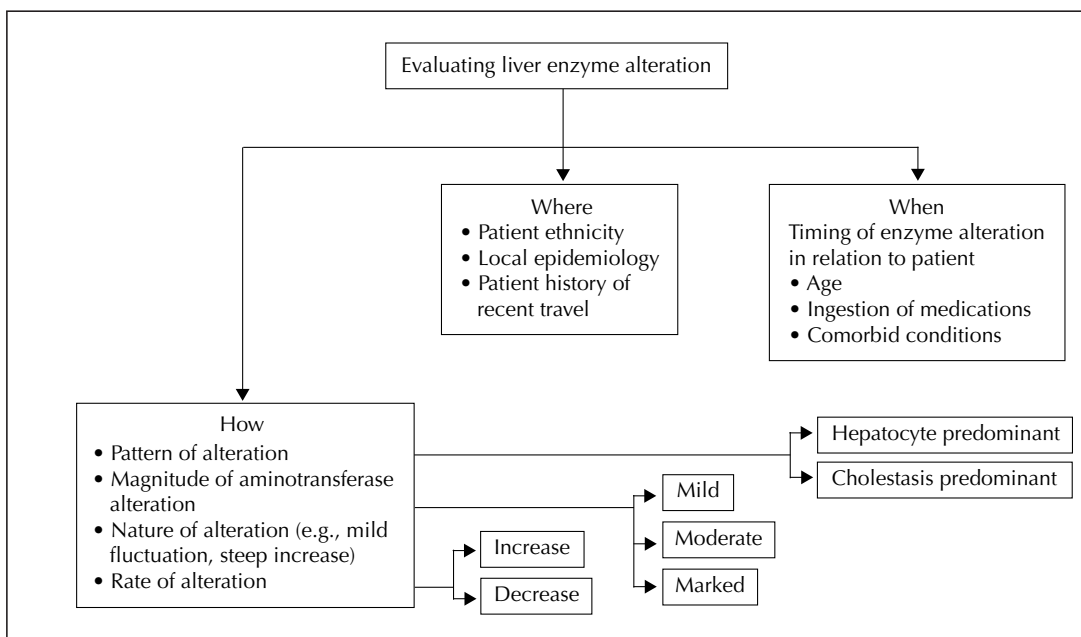 Evaluating liver enzyme alteration
Where
• Patient ethnicity
• Local epidemiology
• Patient history of
recent travel
When
Timing of enzyme alteration
in relation to patient
• Age
• Ingestion of medications
• Comorbid conditions
How
• Pattern of alteration
• Magnitude of aminotransferase
alteration
• Nature of alteration (e.g., mild
fluctuation, steep increase)
• Rate of alteration
Hepatocyte predominant
Cholestasis predominant
Mild
Moderate
Marked
Increase
Decrease